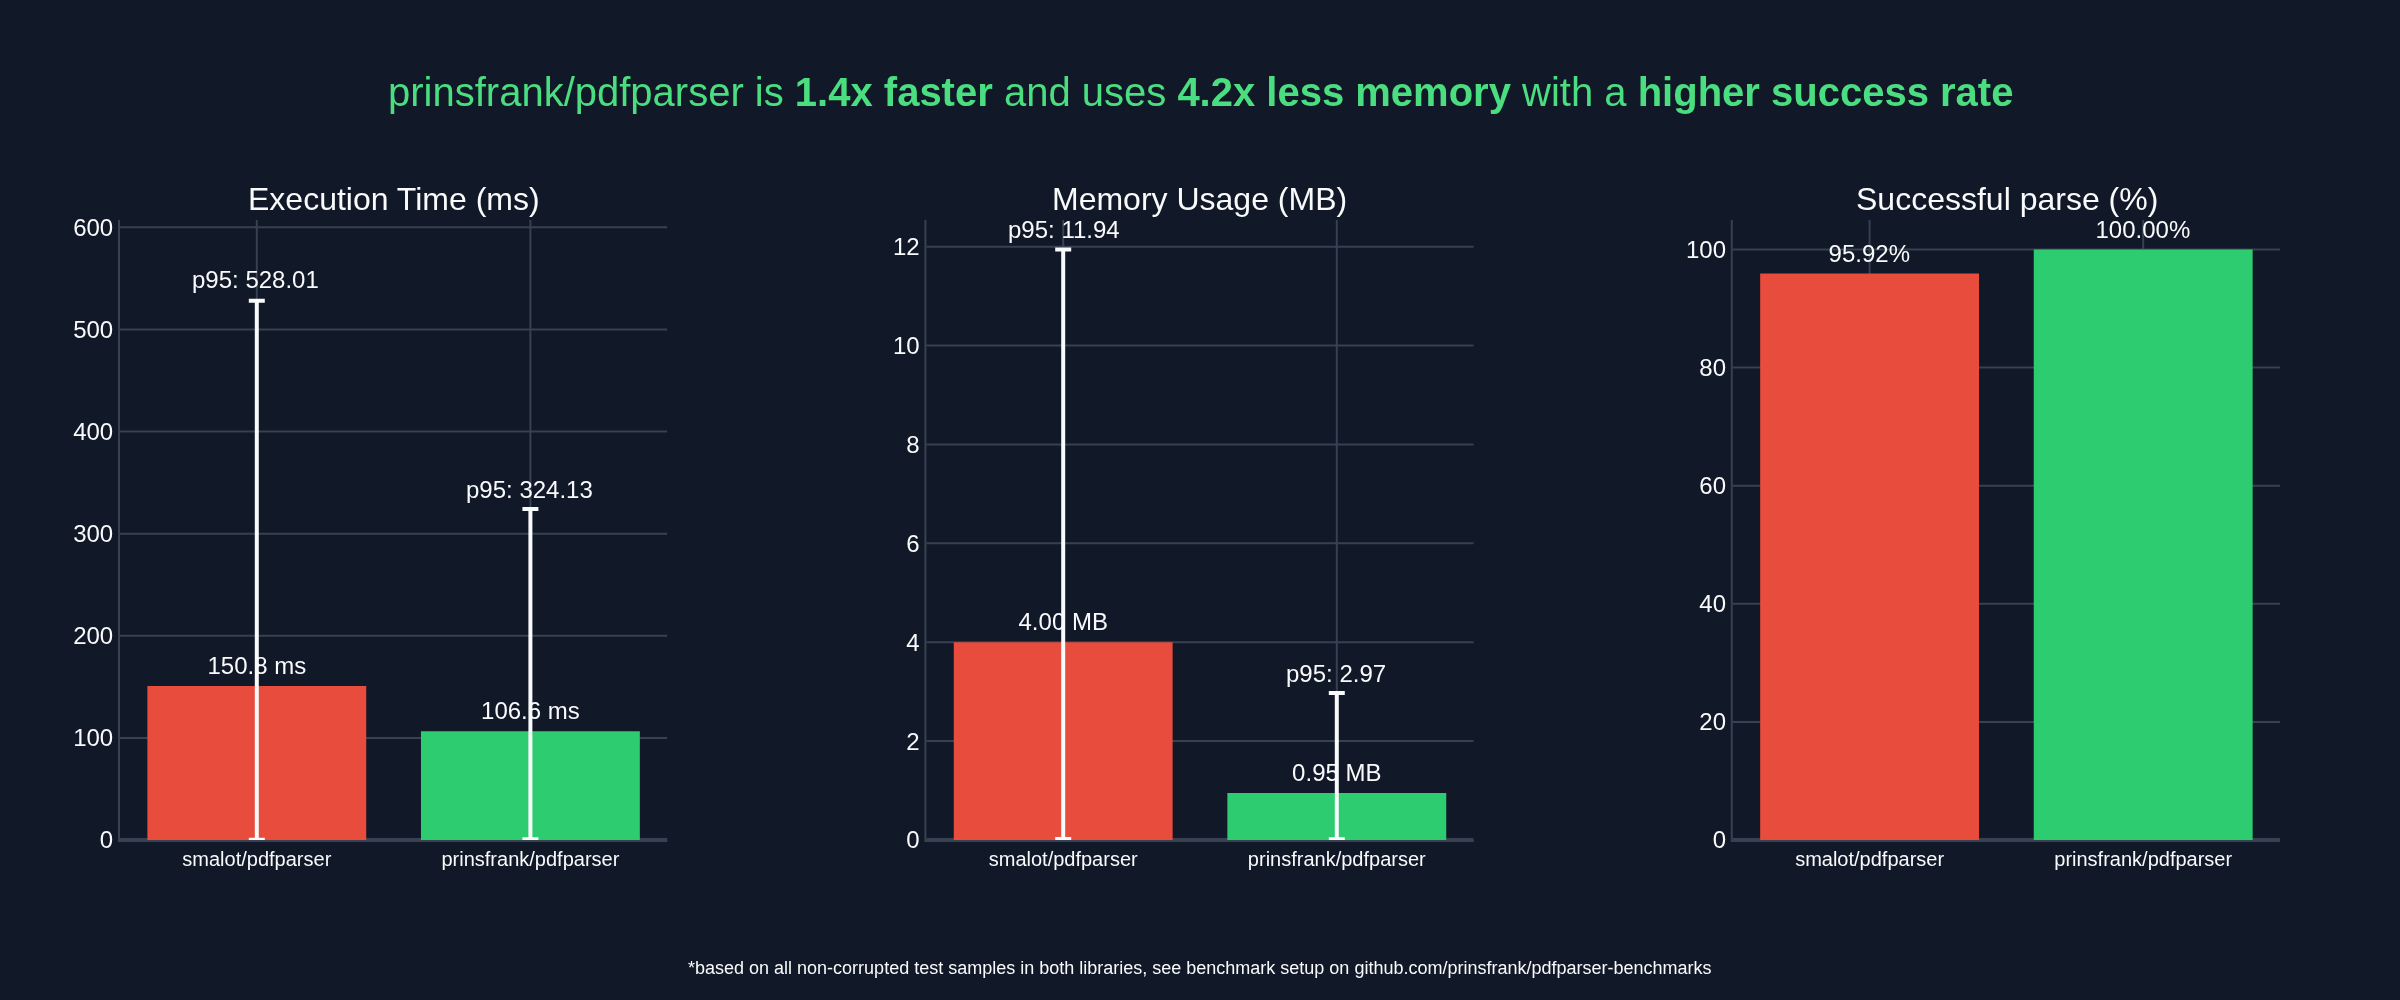 prinsfrank/pdfparser is 1.4x faster and uses 4.2x less memory with a higher success rate
Execution Time (ms)
600
500
400
300
200
100
0
p95: 528.01
150.8 ms
p95: 324.13
106.6 ms
smalot/pdfparser
prinsfrank/pdfparser
Memory Usage (MB)
12
10
8
6
4
2
0
p95: 11.94
4.00 MB
p95: 2.97
0.95 MB
smalot/pdfparser
prinsfrank/pdfparser
Successful parse (%)
100
80
60
40
20
0
95.92%
100.00%
smalot/pdfparser
prinsfrank/pdfparser
*based on all non-corrupted test samples in both libraries, see benchmark setup on github.com/prinsfrank/pdfparser-benchmarks